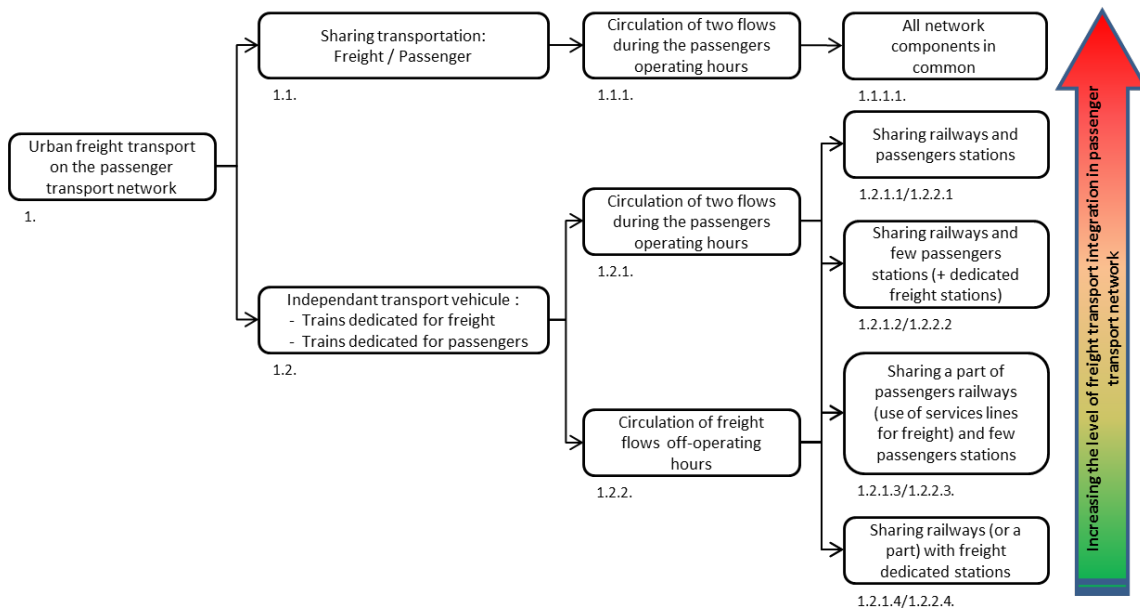 Urban freight transport
on the passenger
transport network
1.
Sharing transportation:
Freight / Passenger
1.1.
Circulation of two flows
during the passengers
operating hours
1.1.1.
All network
components in
common
1.1.1.1.
Independant transport vehicule :
- Trains dedicated for freight
- Trains dedicated for passengers
1.2.
Circulation of two flows
during the passengers
operating hours
1.2.1.
Circulation of freight
flows off-operating
hours
1.2.2.
Sharing railways and
passengers stations
1.2.1.1/1.2.2.1
Sharing railways and
few passengers
stations (+ dedicated
freight stations)
1.2.1.2/1.2.2.2
Sharing a part of
passengers railways
(use of services lines
for freight) and few
passengers stations
1.2.1.3/1.2.2.3.
Sharing railways (or a
part) with freight
dedicated stations
1.2.1.4/1.2.2.4.
Increasing the level of freight transport integration in passenger
transport network